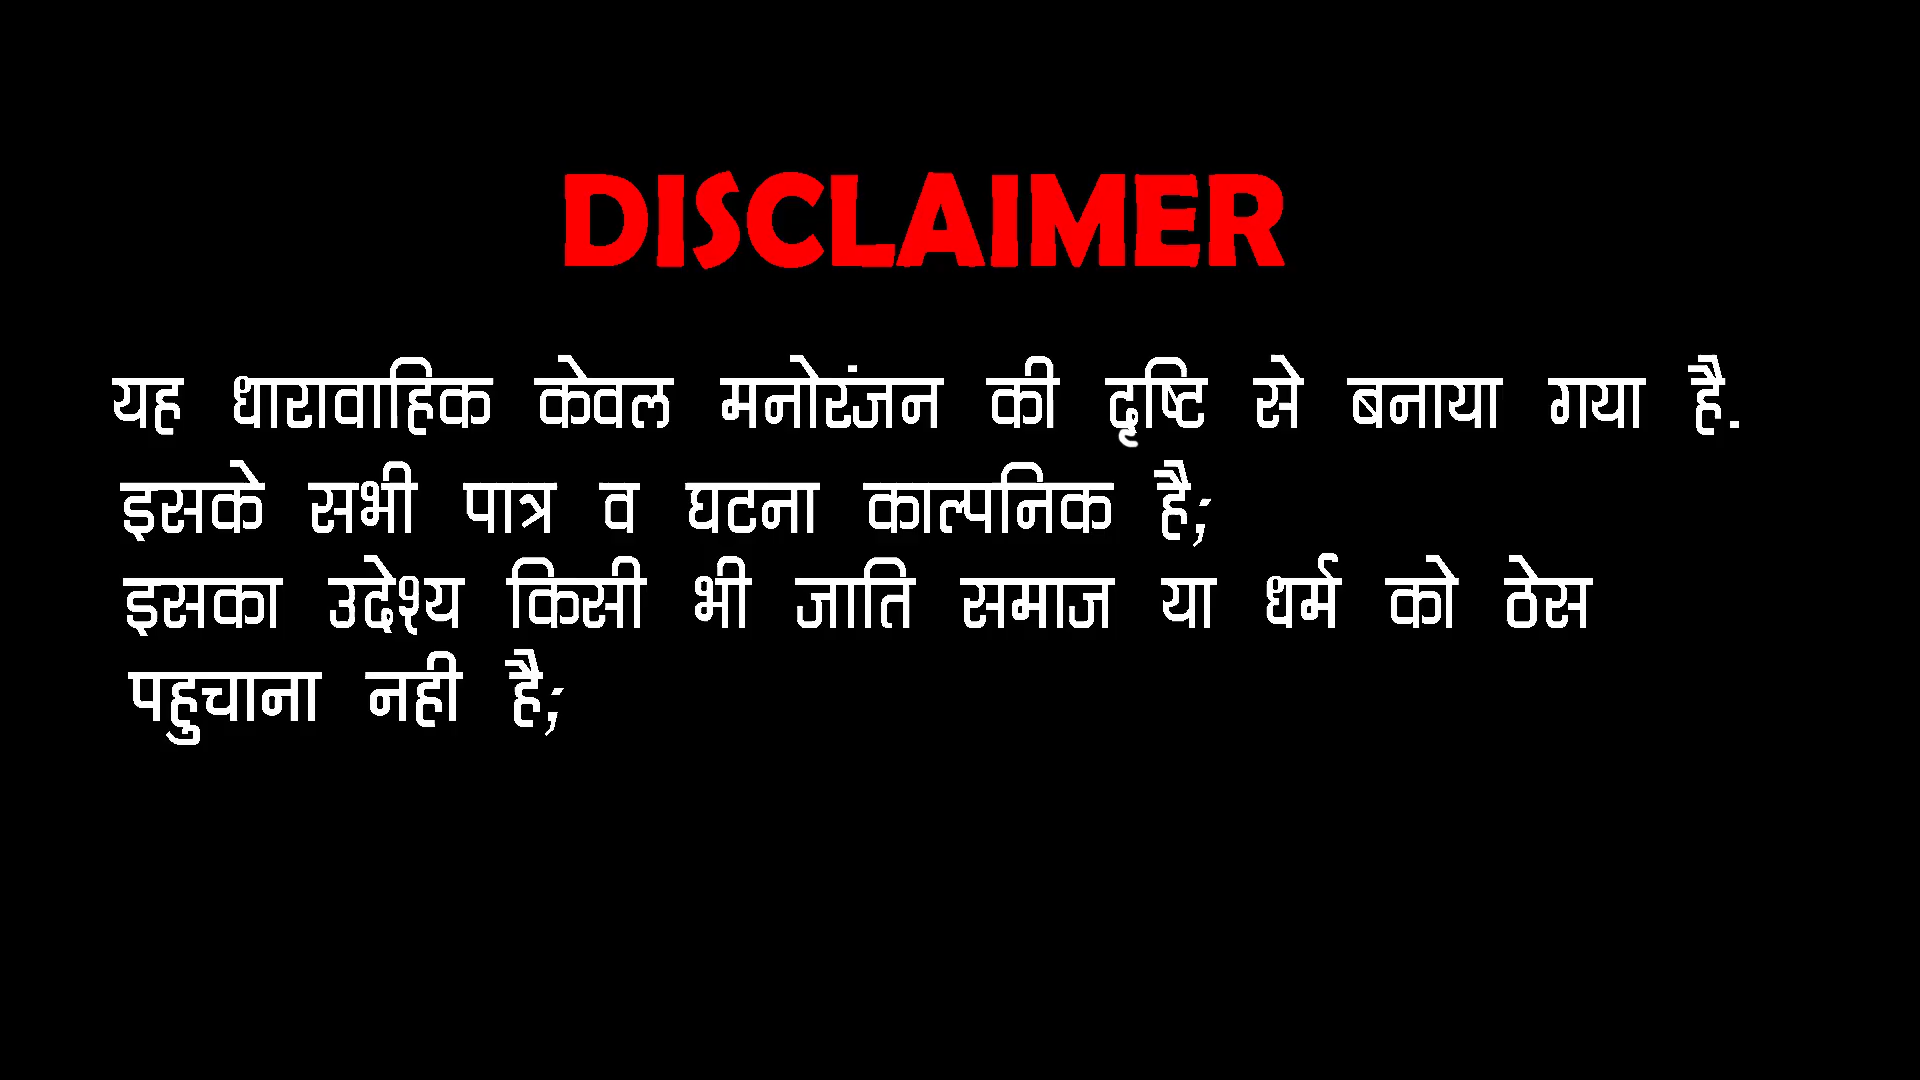 DISCLAIMER
यह धारावाहिक केवल मनोरंजन की दृष्टि से बनाया गया है.
इसके सभी पात्र व घटना काल्पनिक है;
इसका उदेश्य किसी भी जाति समाज या धर्म को ठेस
पहुचाना नही है;